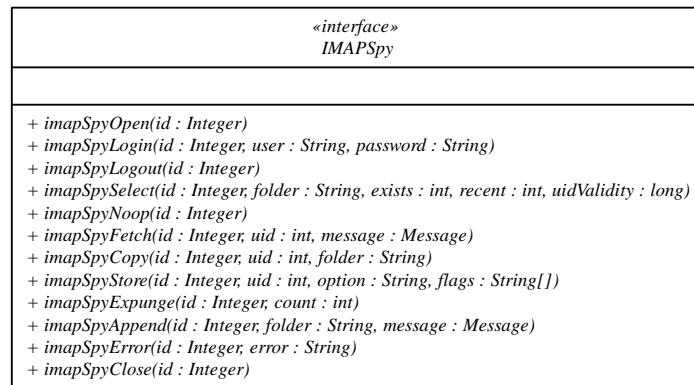 «interface»
IMAPSpy
+ imapSpyOpen(id : Integer)
+ imapSpyLogin(id : Integer, user : String, password : String)
+ imapSpyLogout(id : Integer)
+ imapSpySelect(id : Integer, folder : String, exists : int, recent : int, uidValidity : long)
+ imapSpyNoop(id : Integer)
+ imapSpyFetch(id : Integer, uid : int, message : Message)
+ imapSpyCopy(id : Integer, uid : int, folder : String)
+ imapSpyStore(id : Integer, uid : int, option : String, flags : String[])
+ imapSpyExpunge(id : Integer, count : int)
+ imapSpyAppend(id : Integer, folder : String, message : Message)
+ imapSpyError(id : Integer, error : String)
+ imapSpyClose(id : Integer)